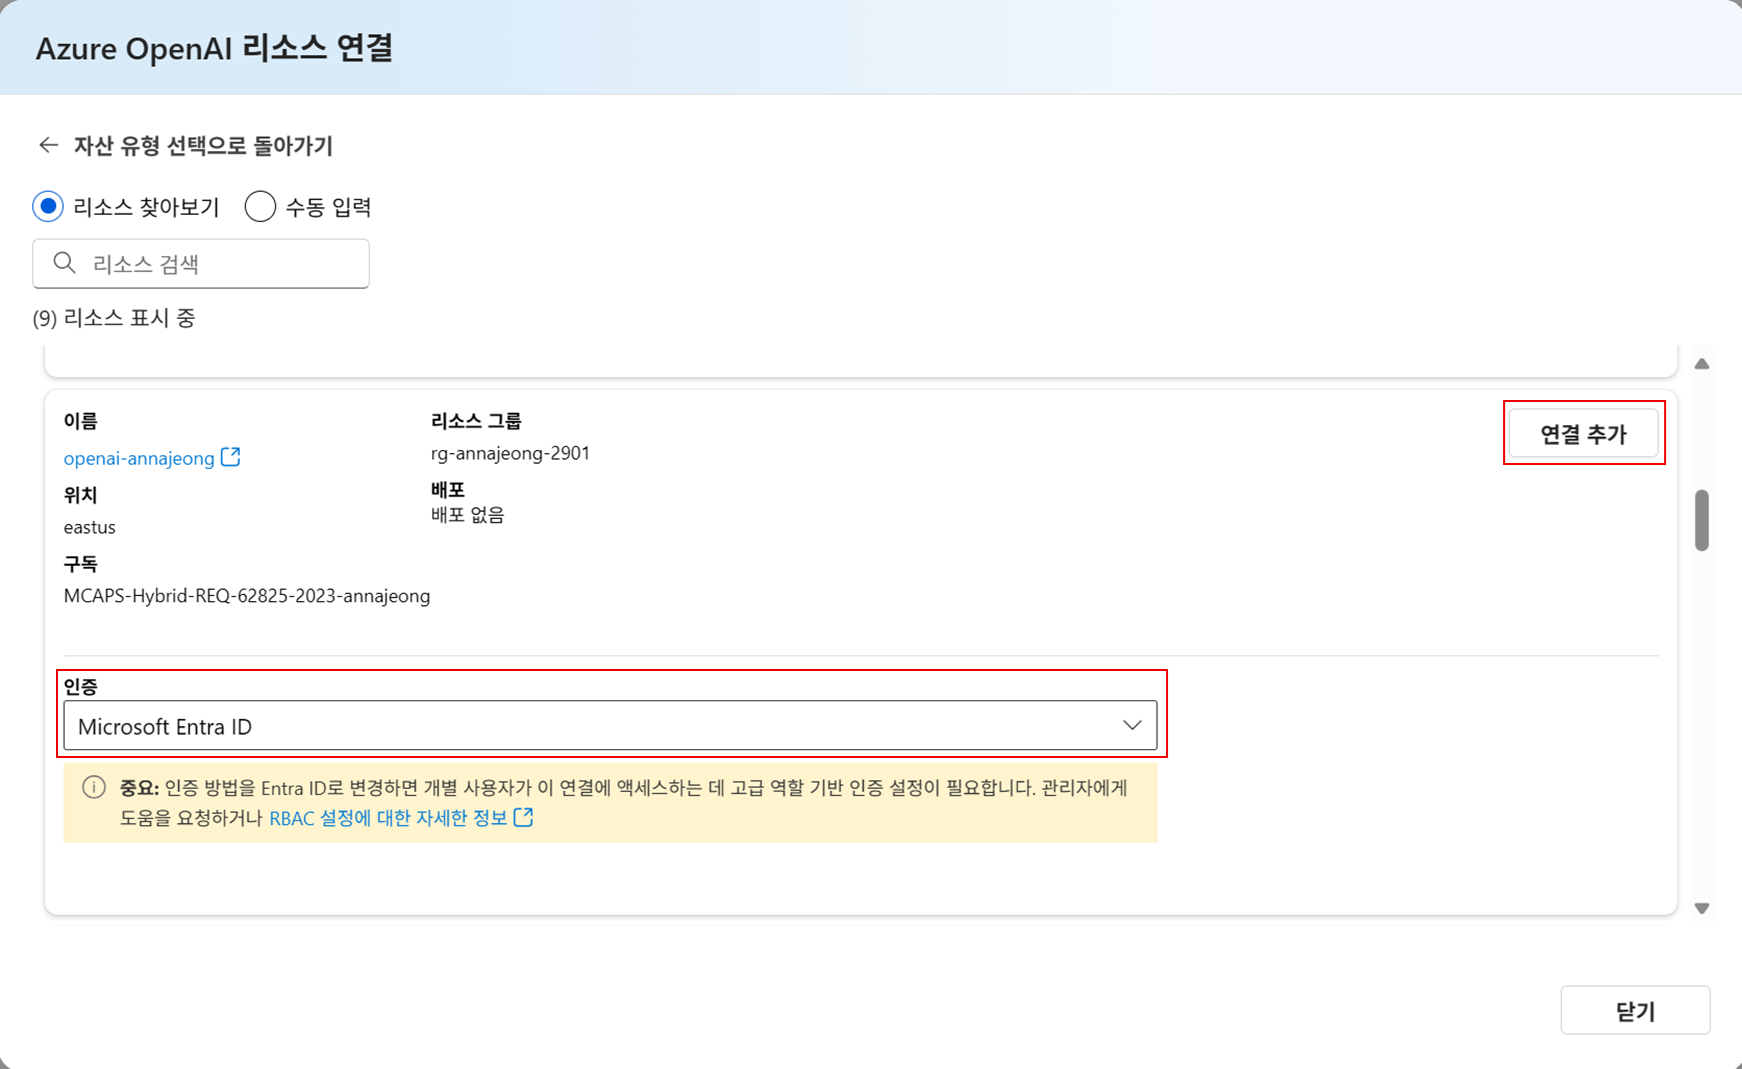 Azure OpenAI 리소스 연결
자산 유형 선택으로 돌아가기
리소스 찾아보기 수동 입력
리소스 검색
(9) 리소스 표시 중
이름
openai-annajeong
위치
eastus
구독
MCAPS-Hybrid-REQ-62825-2023-annajeong
리소스 그룹
rg-annajeong-2901
배포
배포 없음
연결 추가
인증
Microsoft Entra ID
중요: 인증 방법을 Entra ID로 변경하면 개별 사용자가 이 연결에 액세스하는 데 고급 역할 기반 인증 설정이 필요합니다. 관리자에게
도움을 요청하거나 RBAC 설정에 대한 자세한 정보
닫기